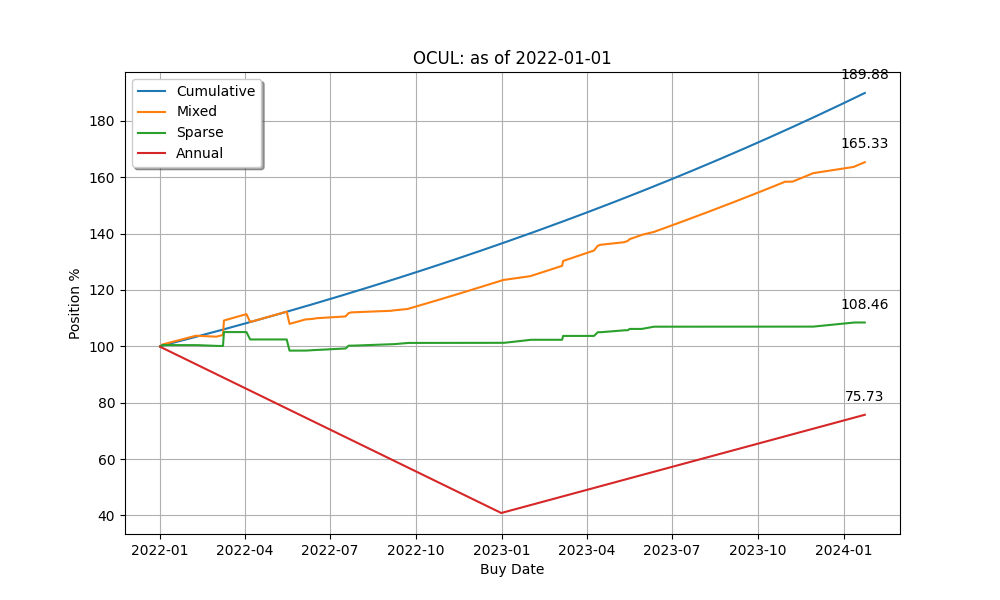 OCUL: as of 2022-01-01
189.88
Cumulative
Mixed
Sparse
Annual
165.33
108.46
75.73
Position %
180
160
140
120
100
80
60
40
2022-01 2022-04 2022-07 2022-10 2023-01 2023-04 2023-07 2023-10 2024-01
Buy Date